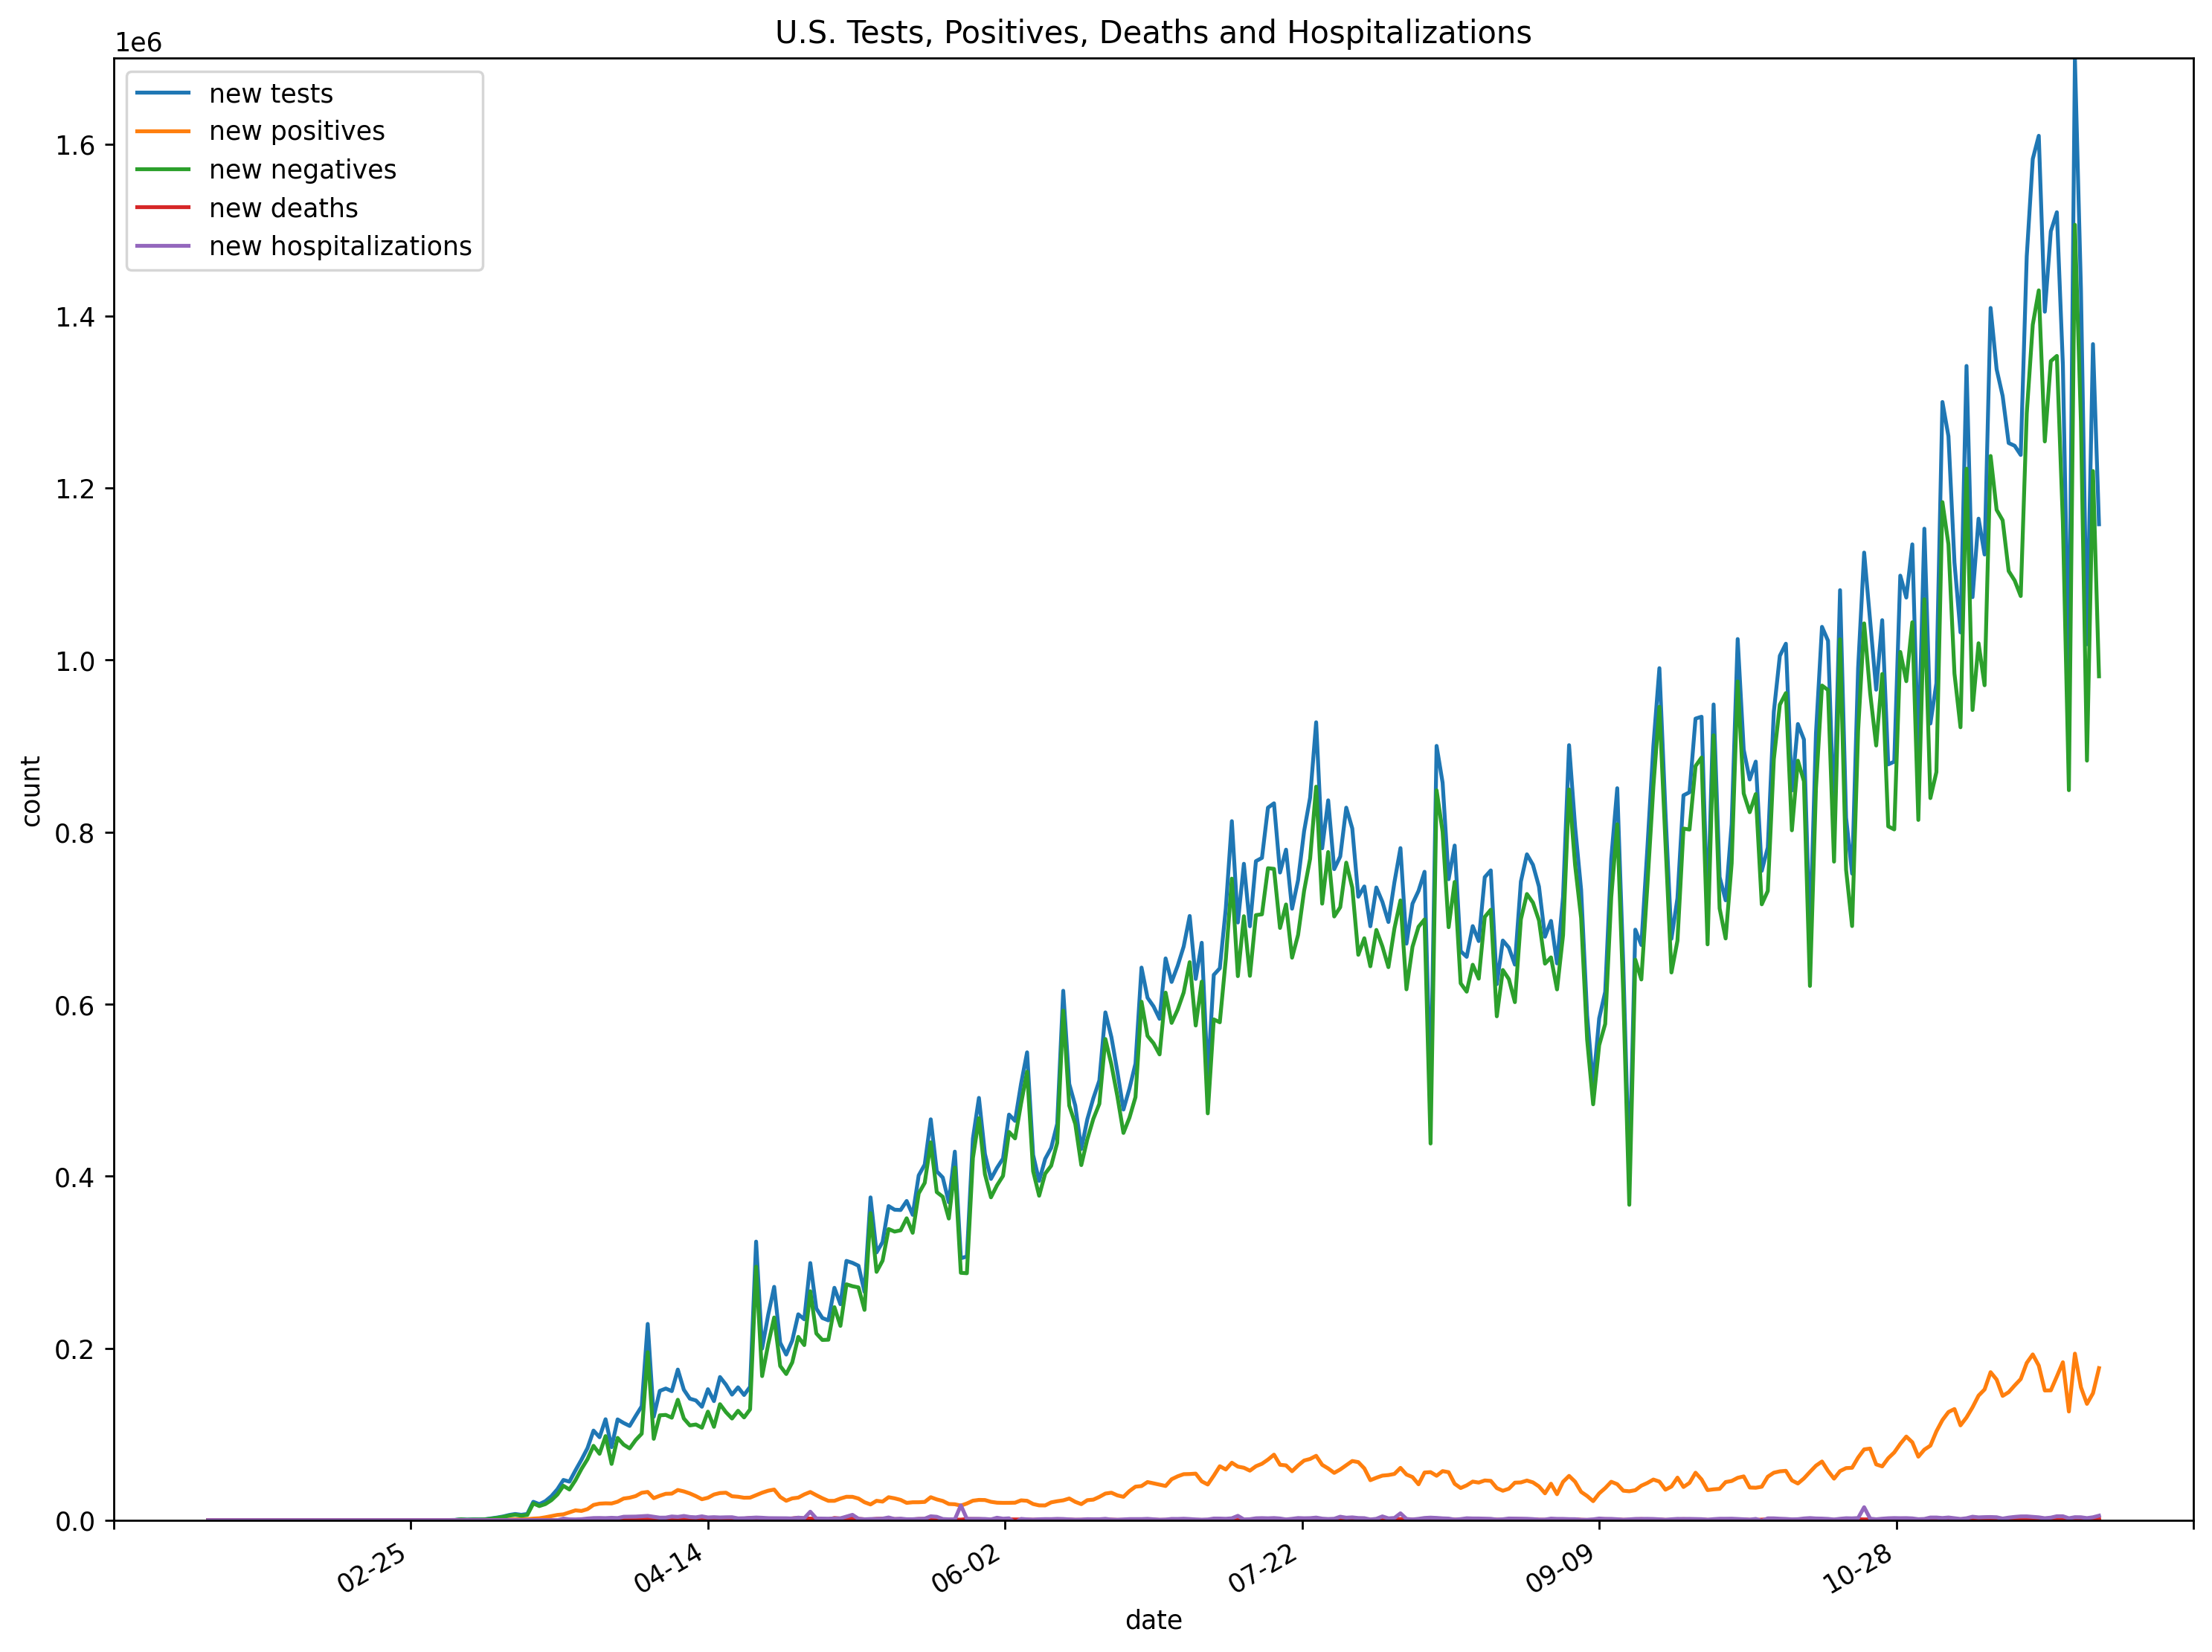 U.S. Tests, Positives, Deaths and Hospitalizations
1e6
new tests
new positives
new negatives
new deaths
new hospitalizations
1.6
1.4
1.2
1.0
0.8
0.6
0.4
0.2
0.0
count
02-25
04-14
06-02
07-22
09-09
10-28
date